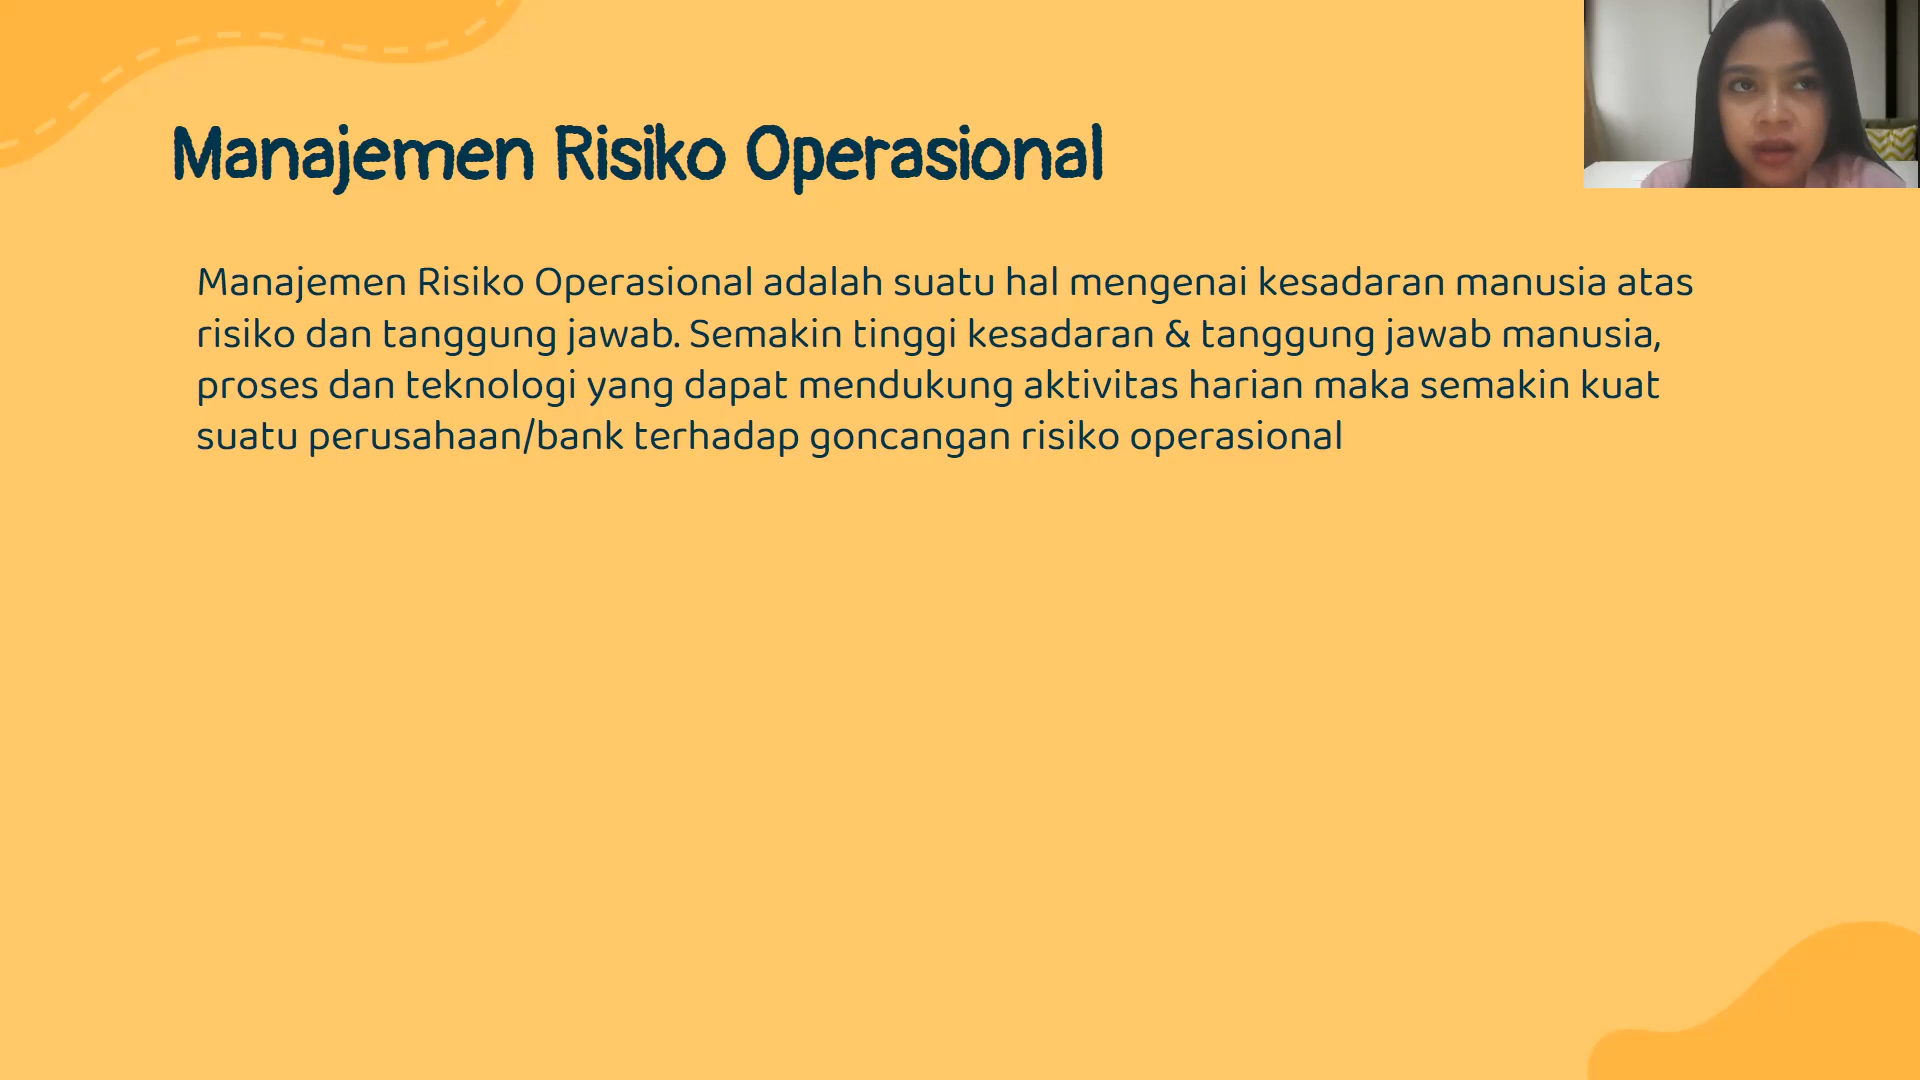 Manajemen Risiko Operasional
Manajemen Risiko Operasional adalah suatu hal mengenai kesadaran manusia atas
risiko dan tanggung jawab. Semakin tinggi kesadaran & tanggung jawab manusia,
proses dan teknologi yang dapat mendukung aktivitas harian maka semakin kuat
suatu perusahaan/bank terhadap goncangan risiko operasional